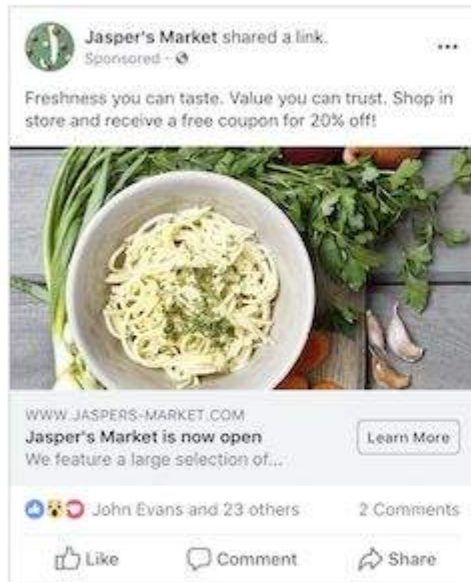 Jasper's Market shared a link.
Sponsored ·
Freshness you can taste. Value you can trust. Shop in
store and receive a free coupon for 20% off!
WWW.JASPERS-MARKET.COM
Jasper's Market is now open
We feature a large selection of...
Learn More
John Evans and 23 others
2 Comments
Like
Comment
Share